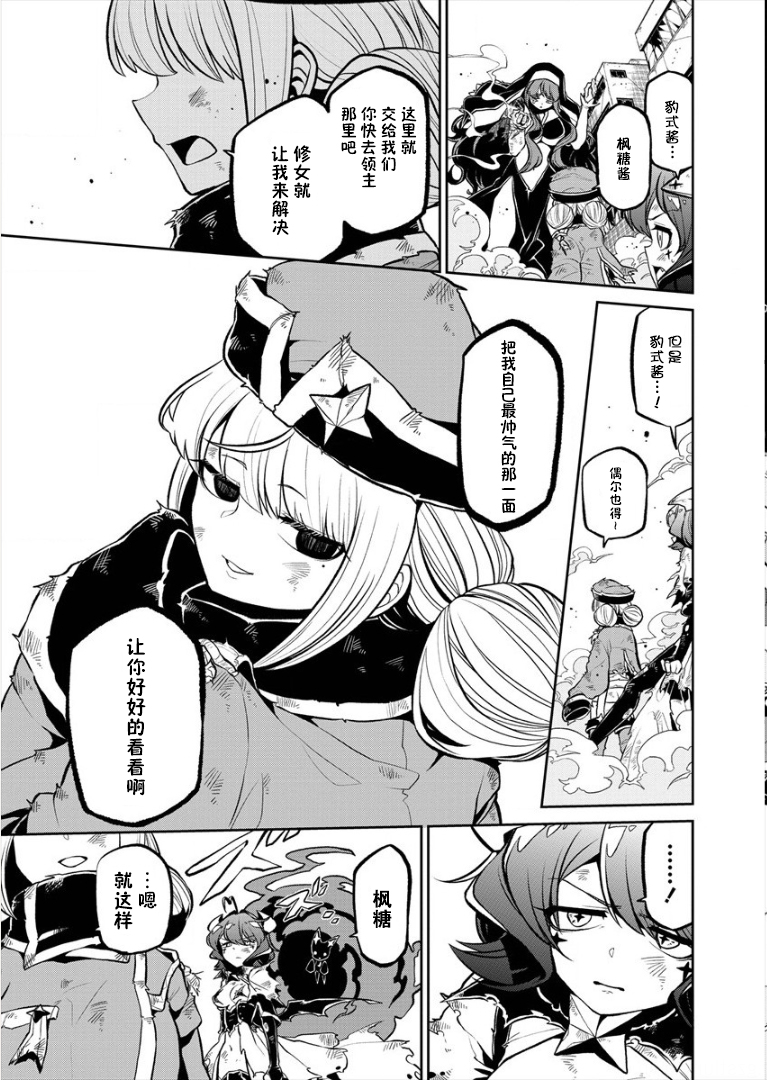 豹式酱…
枫糖酱
这里就
交给我们
你快去领主
那里吧
修女就
让我来解决
但是
豹式酱…！
偶尔也得~
把我自己最帅气的那一面
让你好好的看看啊
……
枫糖
…嗯
就这样